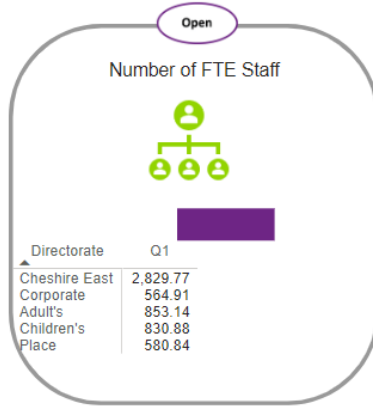 Open
Number of FTE Staff
Directorate Q1
Cheshire East 2,829.77
Corporate 564.91
Adult's 853.14
Children's 830.88
Place 580.84